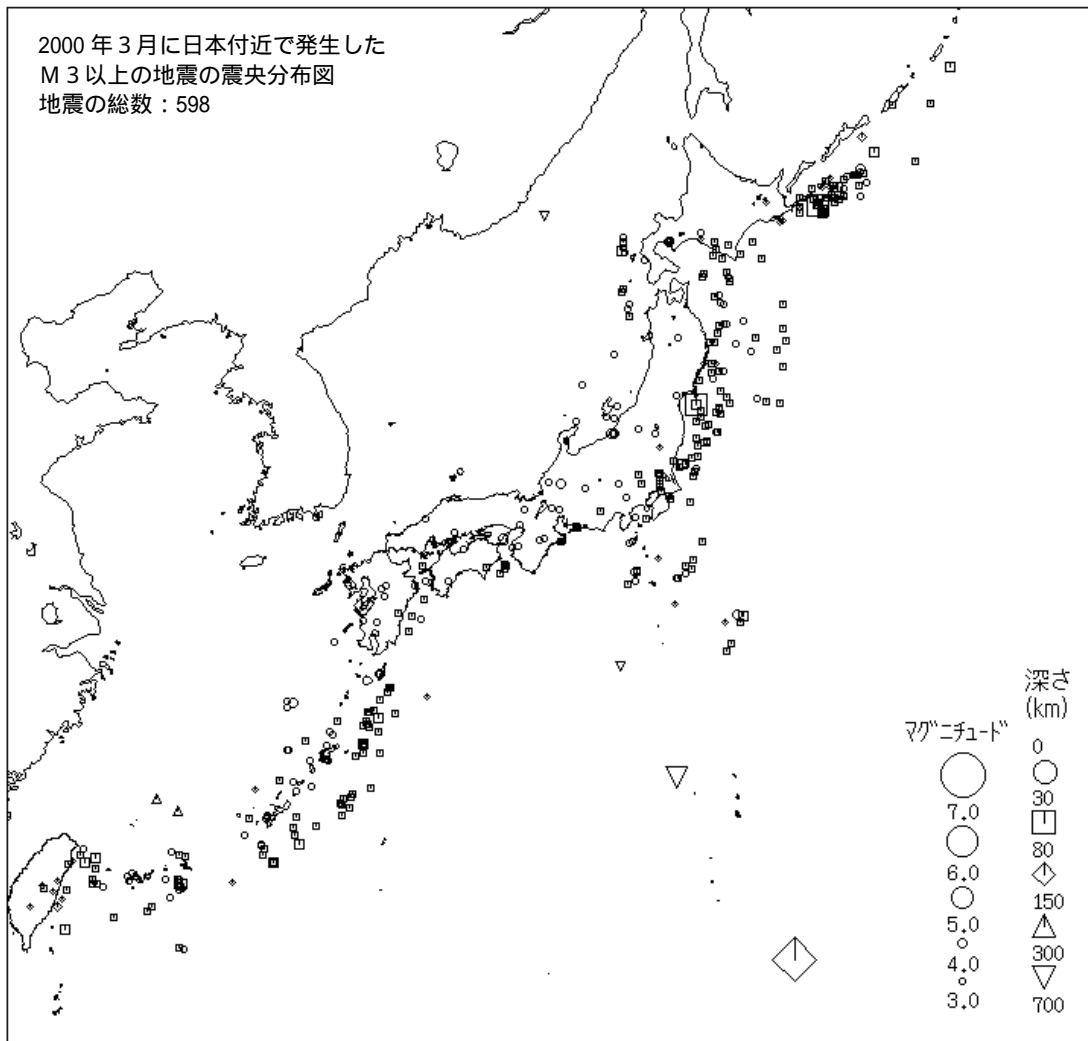 2000 年３月に日本付近で発生した
Ｍ３以上の地震の震央分布図
地震の総数：598
深さ
(km)
0
30
80
150
300
700
マグニチュード
7.0
6.0
5.0
4.0
3.0